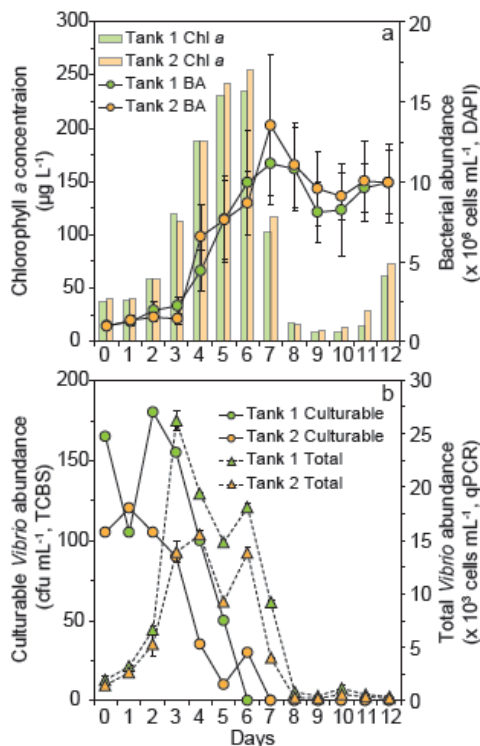 a
Tank 1 Chl a
Tank 2 Chl a
Tank 1 BA
Tank 2 BA
Chlorophyll a concentraion
(µg L⁻¹)
300
250
200
150
100
50
0
Bacterial abundance
(x 10⁶ cells mL⁻¹, DAPI)
20
15
10
5
0
0 1 2 3 4 5 6 7 8 9 10 11 12
b
Tank 1 Culturable
Tank 2 Culturable
Tank 1 Total
Tank 2 Total
Culturable Vibrio abundance
(cfu mL⁻¹, TCBS)
200
150
100
50
0
Total Vibrio abundance
(x 10³ cells mL⁻¹, qPCR)
30
25
20
15
10
5
0
0 1 2 3 4 5 6 7 8 9 10 11 12
Days